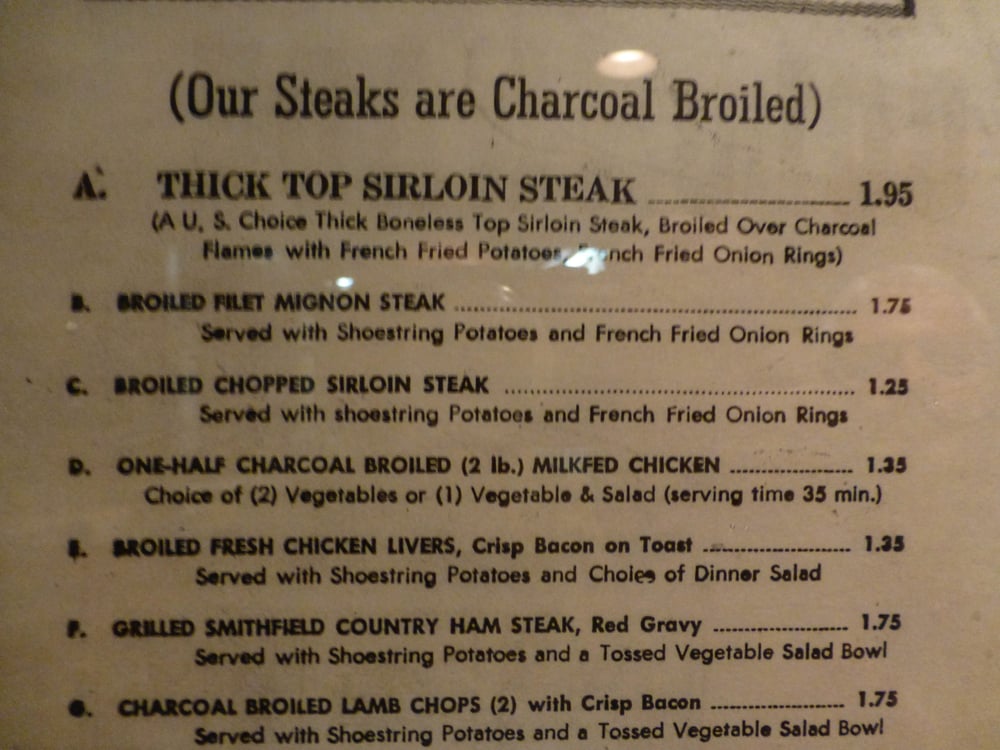 (Our Steaks are Charcoal Broiled)
A. THICK TOP SIRLOIN STEAK ........................ 1.95
(A U. S. Choice Thick Boneless Top Sirloin Steak, Broiled Over Charcoal
Flames with French Fried Potatoes, French Fried Onion Rings)
B. BROILED FILET MIGNON STEAK ........................ 1.75
Served with Shoestring Potatoes and French Fried Onion Rings
C. BROILED CHOPPED SIRLOIN STEAK ........................ 1.25
Served with shoestring Potatoes and French Fried Onion Rings
D. ONE-HALF CHARCOAL BROILED (2 lb.) MILKFED CHICKEN ........................ 1.35
Choice of (2) Vegetables or (1) Vegetable & Salad (serving time 35 min.)
E. BROILED FRESH CHICKEN LIVERS, Crisp Bacon on Toast ........................ 1.35
Served with Shoestring Potatoes and Choice of Dinner Salad
F. GRILLED SMITHFIELD COUNTRY HAM STEAK, Red Gravy ........................ 1.75
Served with Shoestring Potatoes and a Tossed Vegetable Salad Bowl
G. CHARCOAL BROILED LAMB CHOPS (2) with Crisp Bacon ........................ 1.75
Served with Shoestring Potatoes and a Tossed Vegetable Salad Bowl